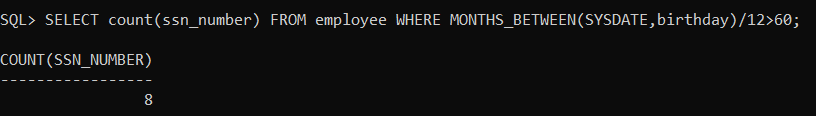 SQL> SELECT count(ssn_number) FROM employee WHERE MONTHS_BETWEEN(SYSDATE,birthday)/12>60;
COUNT(SSN_NUMBER)
-----------------
8